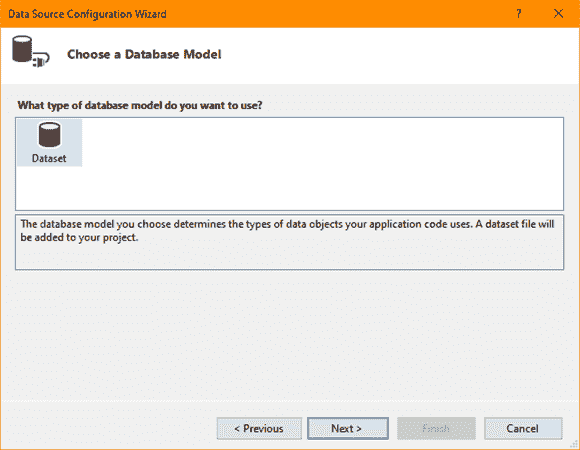 Data Source Configuration Wizard
?
Choose a Database Model
What type of database model do you want to use?
Dataset
The database model you choose determines the types of data objects your application code uses. A dataset file will
be added to your project.
< Previous
Next >
Finish
Cancel